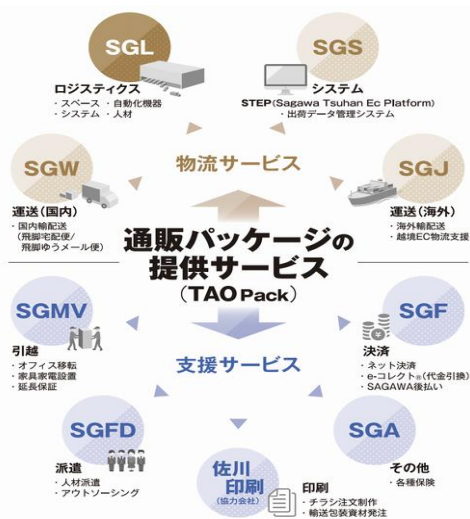 SGL
ロジスティクス
・スペース ・自動化機器
・システム ・人材
SGS
システム
STEP(Sagawa Tsuhan Ec Platform)
・出荷データ管理システム
物流サービス
SGW
運送(国内)
・国内輸配送
(飛脚宅配便/
飛脚ゆうメール便)
SGJ
運送(海外)
・海外輸配送
・越境EC物流支援
通販パッケージの
提供サービス
(TAO Pack)
SGMV
引越
・オフィス移転
・家具家電設置
・延長保証
SGF
決済
・ネット決済
・e-コレクト®(代金引換)
・SAGAWA後払い
支援サービス
SGFD
派遣
・人材派遣
・アウトソーシング
佐川
印刷
(協力会社)
印刷
・チラシ注文制作
・輸送包装資材発注
SGA
その他
・各種保険